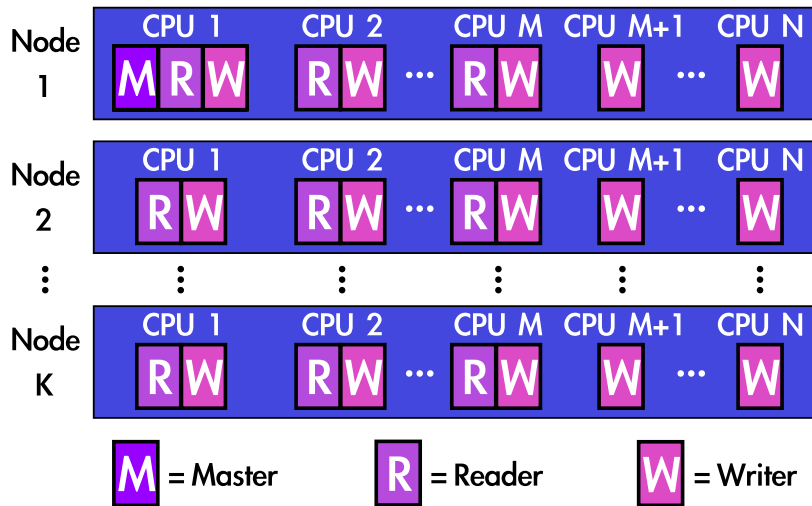 CPU 1 CPU 2 CPU M CPU M+1 CPU N
Node
1
M R W R W ... R W W ... W
CPU 1 CPU 2 CPU M CPU M+1 CPU N
Node
2
R W R W ... R W W ... W
CPU 1 CPU 2 CPU M CPU M+1 CPU N
Node
K
R W R W ... R W W ... W
M = Master R = Reader W = Writer